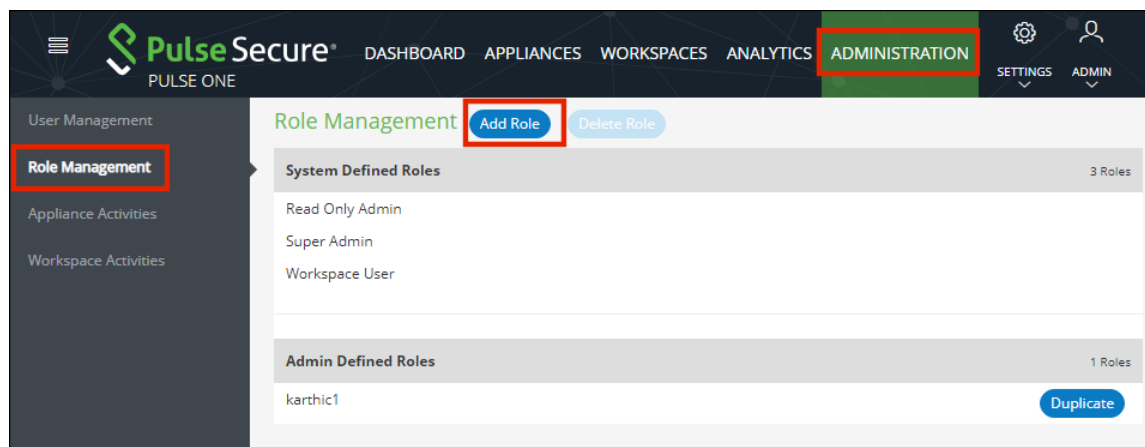 Pulse Secure®
PULSE ONE
DASHBOARD APPLIANCES WORKSPACES ANALYTICS ADMINISTRATION
SETTINGS ADMIN
User Management
Role Management
Appliance Activities
Workspace Activities
Role Management Add Role Delete Role
System Defined Roles 3 Roles
Read Only Admin
Super Admin
Workspace User
Admin Defined Roles 1 Roles
karthic1 Duplicate